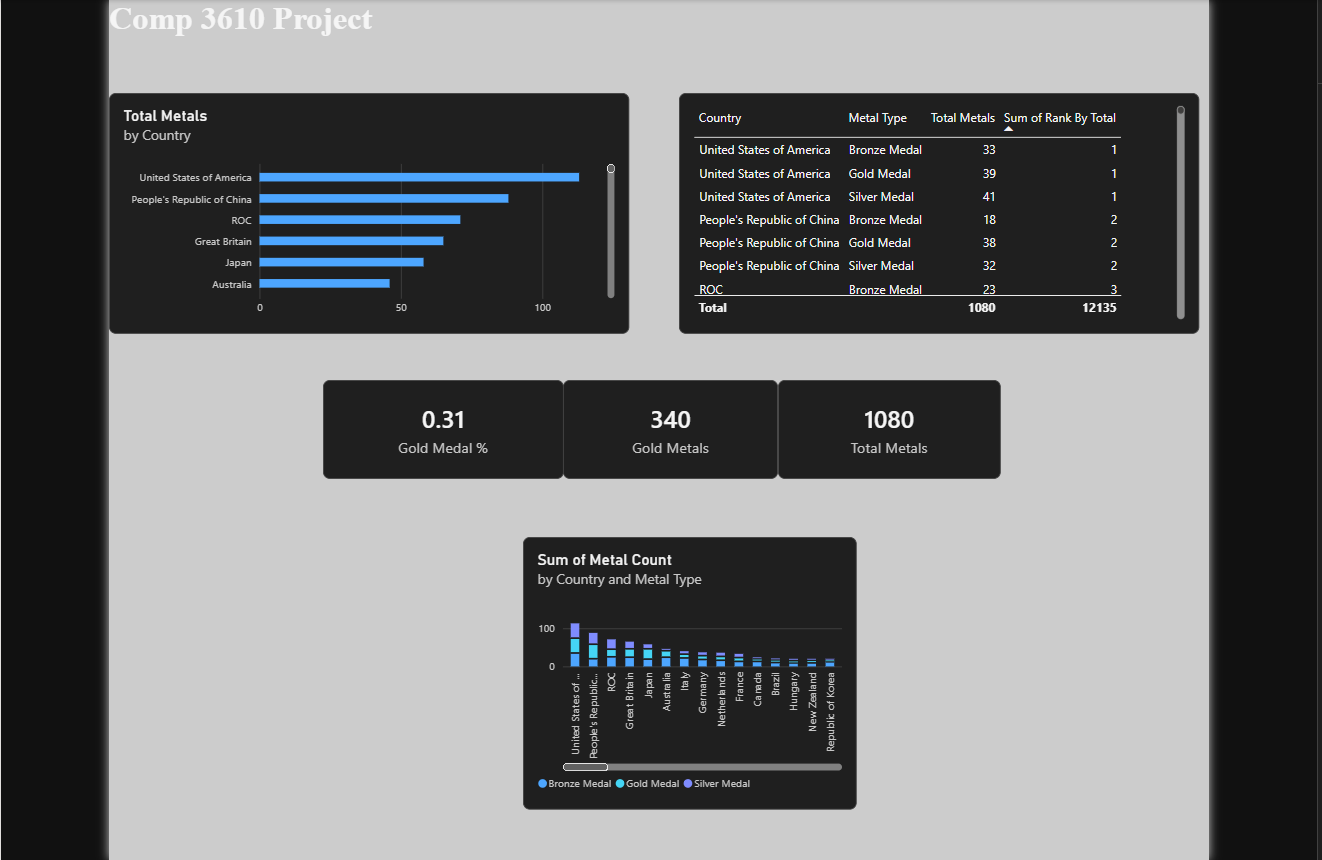 Comp 3610 Project
Total Metals
by Country
United States of America
People's Republic of China
ROC
Great Britain
Japan
Australia
0 50 100
Country Metal Type Total Metals Sum of Rank By Total
United States of America Bronze Medal 33 1
United States of America Gold Medal 39 1
United States of America Silver Medal 41 1
People's Republic of China Bronze Medal 18 2
People's Republic of China Gold Medal 38 2
People's Republic of China Silver Medal 32 2
ROC Bronze Medal 23 3
Total 1080 12135
0.31
Gold Medal %
340
Gold Metals
1080
Total Metals
Sum of Metal Count
by Country and Metal Type
100
0
United States of ...
People's Republic...
ROC
Great Britain
Japan
Australia
Italy
Germany
Netherlands
France
Canada
Brazil
Hungary
New Zealand
Republic of Korea
Bronze Medal Gold Medal Silver Medal